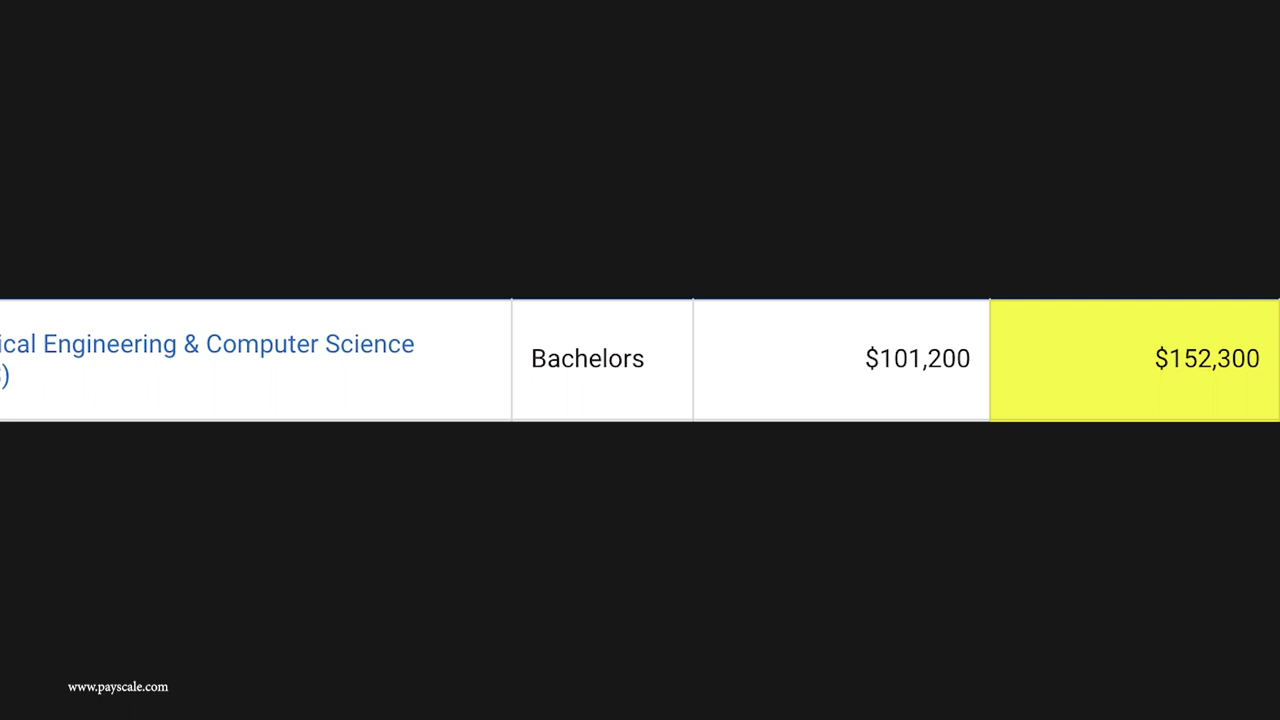 ical Engineering & Computer Science
)
Bachelors
$101,200
$152,300
www.payscale.com